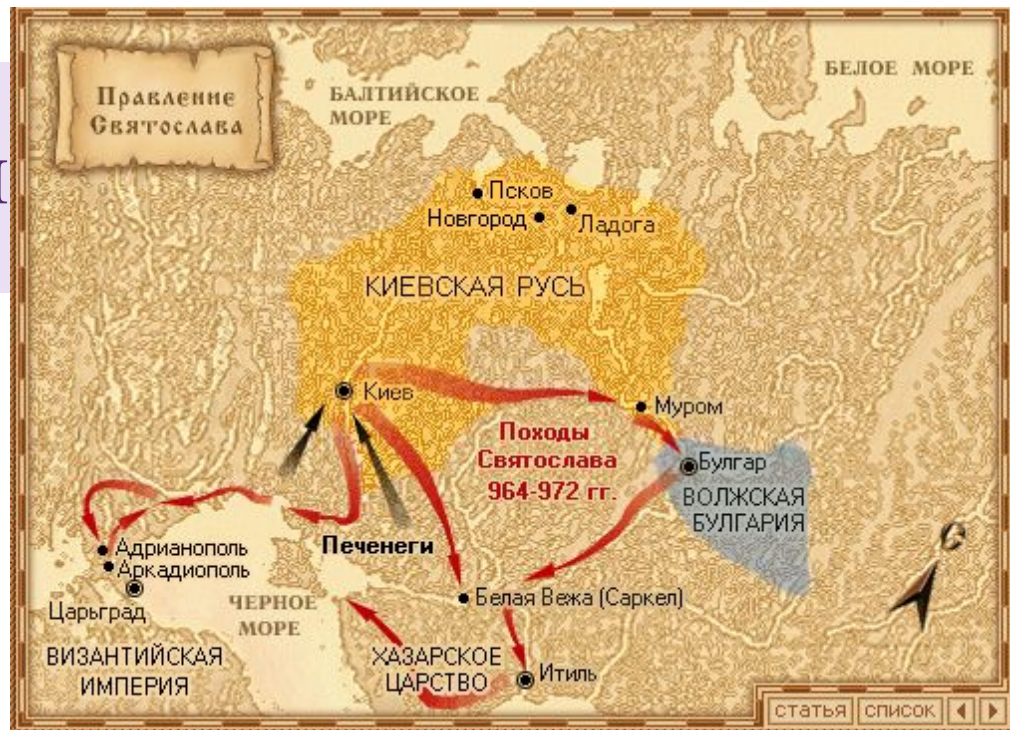 Правление
Святослава
БАЛТИЙСКОЕ
МОРЕ
БЕЛОЕ МОРЕ
Псков
Новгород
Ладога
КИЕВСКАЯ РУСЬ
Киев
Муром
Походы
Святослава
964-972 гг.
Булгар
ВОЛЖСКАЯ
БУЛГАРИЯ
Печенеги
Адрианополь
Аркадиополь
Царьград
ЧЕРНОЕ
МОРЕ
Белая Вежа (Саркел)
ВИЗАНТИЙСКАЯ
ИМПЕРИЯ
ХАЗАРСКОЕ
ЦАРСТВО
Итиль
С
статья список